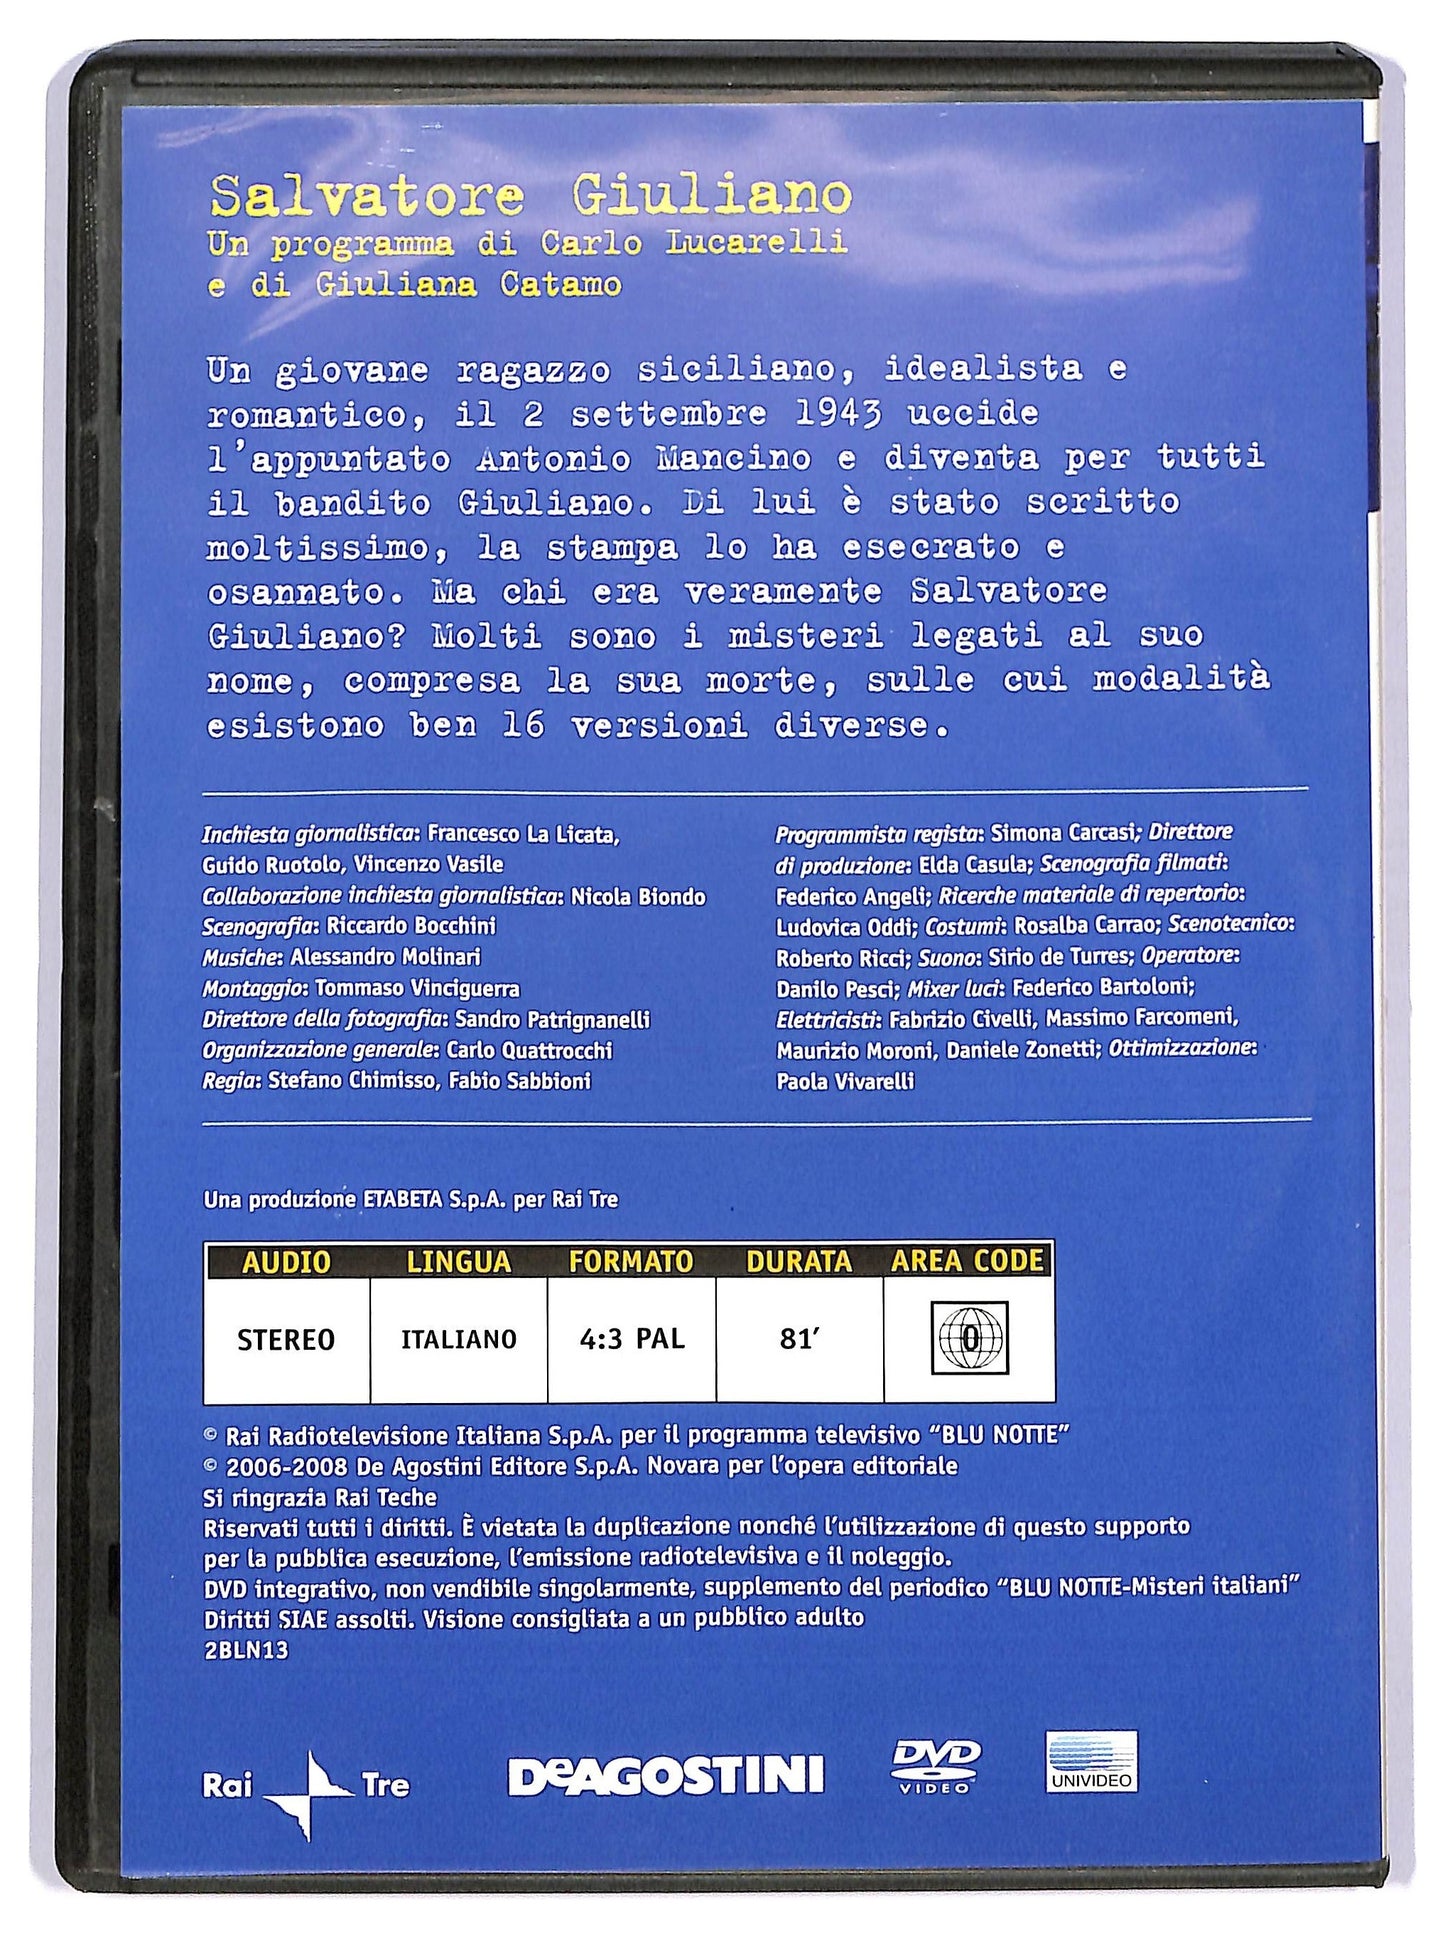 Salvatore Giuliano
Un programma di Carlo Lucarelli
e di Giuliana Catamo
Un giovane ragazzo siciliano, idealista e
romantico, il 2 settembre 1943 uccide
l'appuntato Antonio Mancino e diventa per tutti
il bandito Giuliano. Di lui è stato scritto
moltissimo, la stampa lo ha esecrato e
osannato. Ma chi era veramente Salvatore
Giuliano? Molti sono i misteri legati al suo
nome, compresa la sua morte, sulle cui modalità
esistono ben 16 versioni diverse.
Inchiesta giornalistica: Francesco La Licata,
Guido Ruotolo, Vincenzo Vasile
Collaborazione inchiesta giornalistica: Nicola Biondo
Scenografia: Riccardo Bocchini
Musiche: Alessandro Molinari
Montaggio: Tommaso Vinciguerra
Direttore della fotografia: Sandro Patrignanelli
Organizzazione generale: Carlo Quattrocchi
Regia: Stefano Chimisso, Fabio Sabbioni
Programmista regista: Simona Carcasi; Direttore
di produzione: Elda Casula; Scenografia filmati:
Federico Angeli; Ricerche materiale di repertorio:
Ludovica Oddi; Costumi: Rosalba Carrao; Scenotecnico:
Roberto Ricci; Suono: Sirio de Turres; Operatore:
Danilo Pesci; Mixer luci: Federico Bartoloni;
Elettricisti: Fabrizio Civelli, Massimo Farcomeni,
Maurizio Moroni, Daniele Zonetti; Ottimizzazione:
Paola Vivarelli
Una produzione ETABETA S.p.A. per Rai Tre
AUDIO LINGUA FORMATO DURATA AREA CODE
STEREO ITALIANO 4:3 PAL 81′ 0
© Rai Radiotelevisione Italiana S.p.A. per il programma televisivo “BLU NOTTE”
© 2006-2008 De Agostini Editore S.p.A. Novara per l’opera editoriale
Si ringrazia Rai Teche
Riservati tutti i diritti. È vietata la duplicazione nonché l’utilizzazione di questo supporto
per la pubblica esecuzione, l’emissione radiotelevisiva e il noleggio.
DVD integrativo, non vendibile singolarmente, supplemento del periodico “BLU NOTTE-Misteri italiani”
Diritti SIAE assolti. Visione consigliata a un pubblico adulto
2BLN13
Rai Tre
DeAGOSTINI
DVD
VIDEO
UNIVIDEO